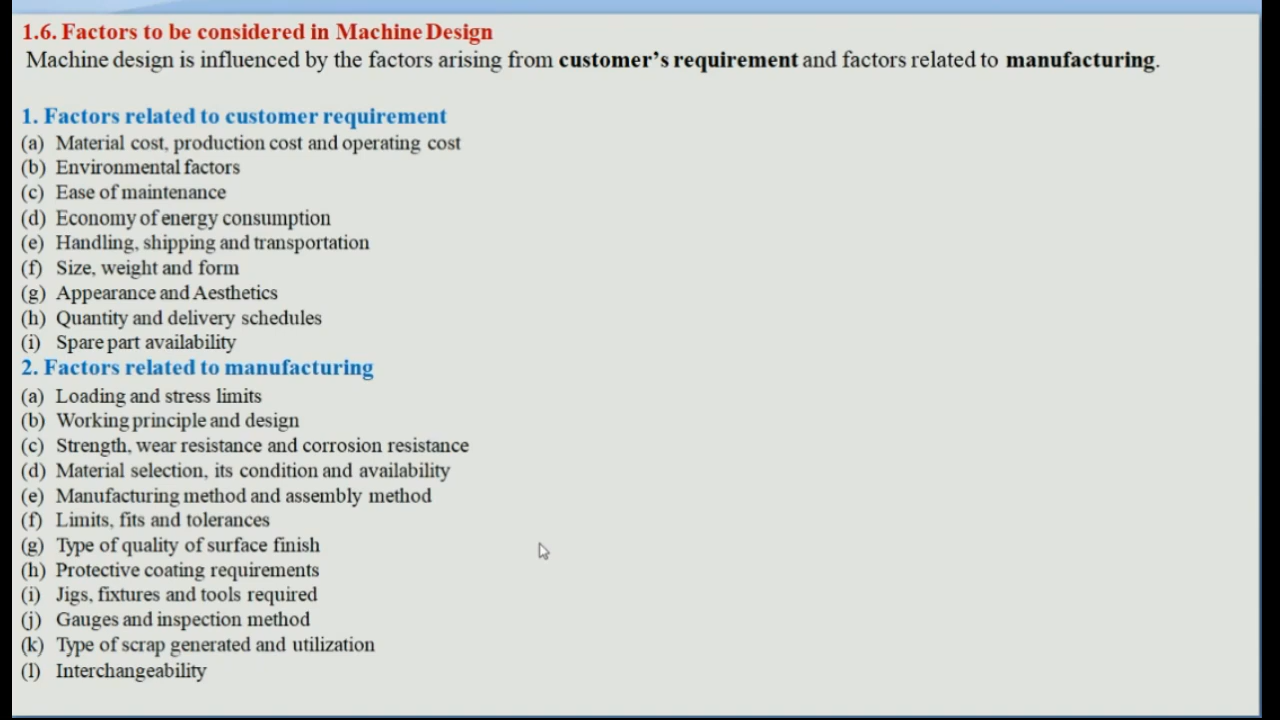 1.6. Factors to be considered in Machine Design
Machine design is influenced by the factors arising from customer's requirement and factors related to manufacturing.
1. Factors related to customer requirement
(a) Material cost, production cost and operating cost
(b) Environmental factors
(c) Ease of maintenance
(d) Economy of energy consumption
(e) Handling, shipping and transportation
(f) Size, weight and form
(g) Appearance and Aesthetics
(h) Quantity and delivery schedules
(i) Spare part availability
2. Factors related to manufacturing
(a) Loading and stress limits
(b) Working principle and design
(c) Strength, wear resistance and corrosion resistance
(d) Material selection, its condition and availability
(e) Manufacturing method and assembly method
(f) Limits, fits and tolerances
(g) Type of quality of surface finish
(h) Protective coating requirements
(i) Jigs, fixtures and tools required
(j) Gauges and inspection method
(k) Type of scrap generated and utilization
(l) Interchangeability